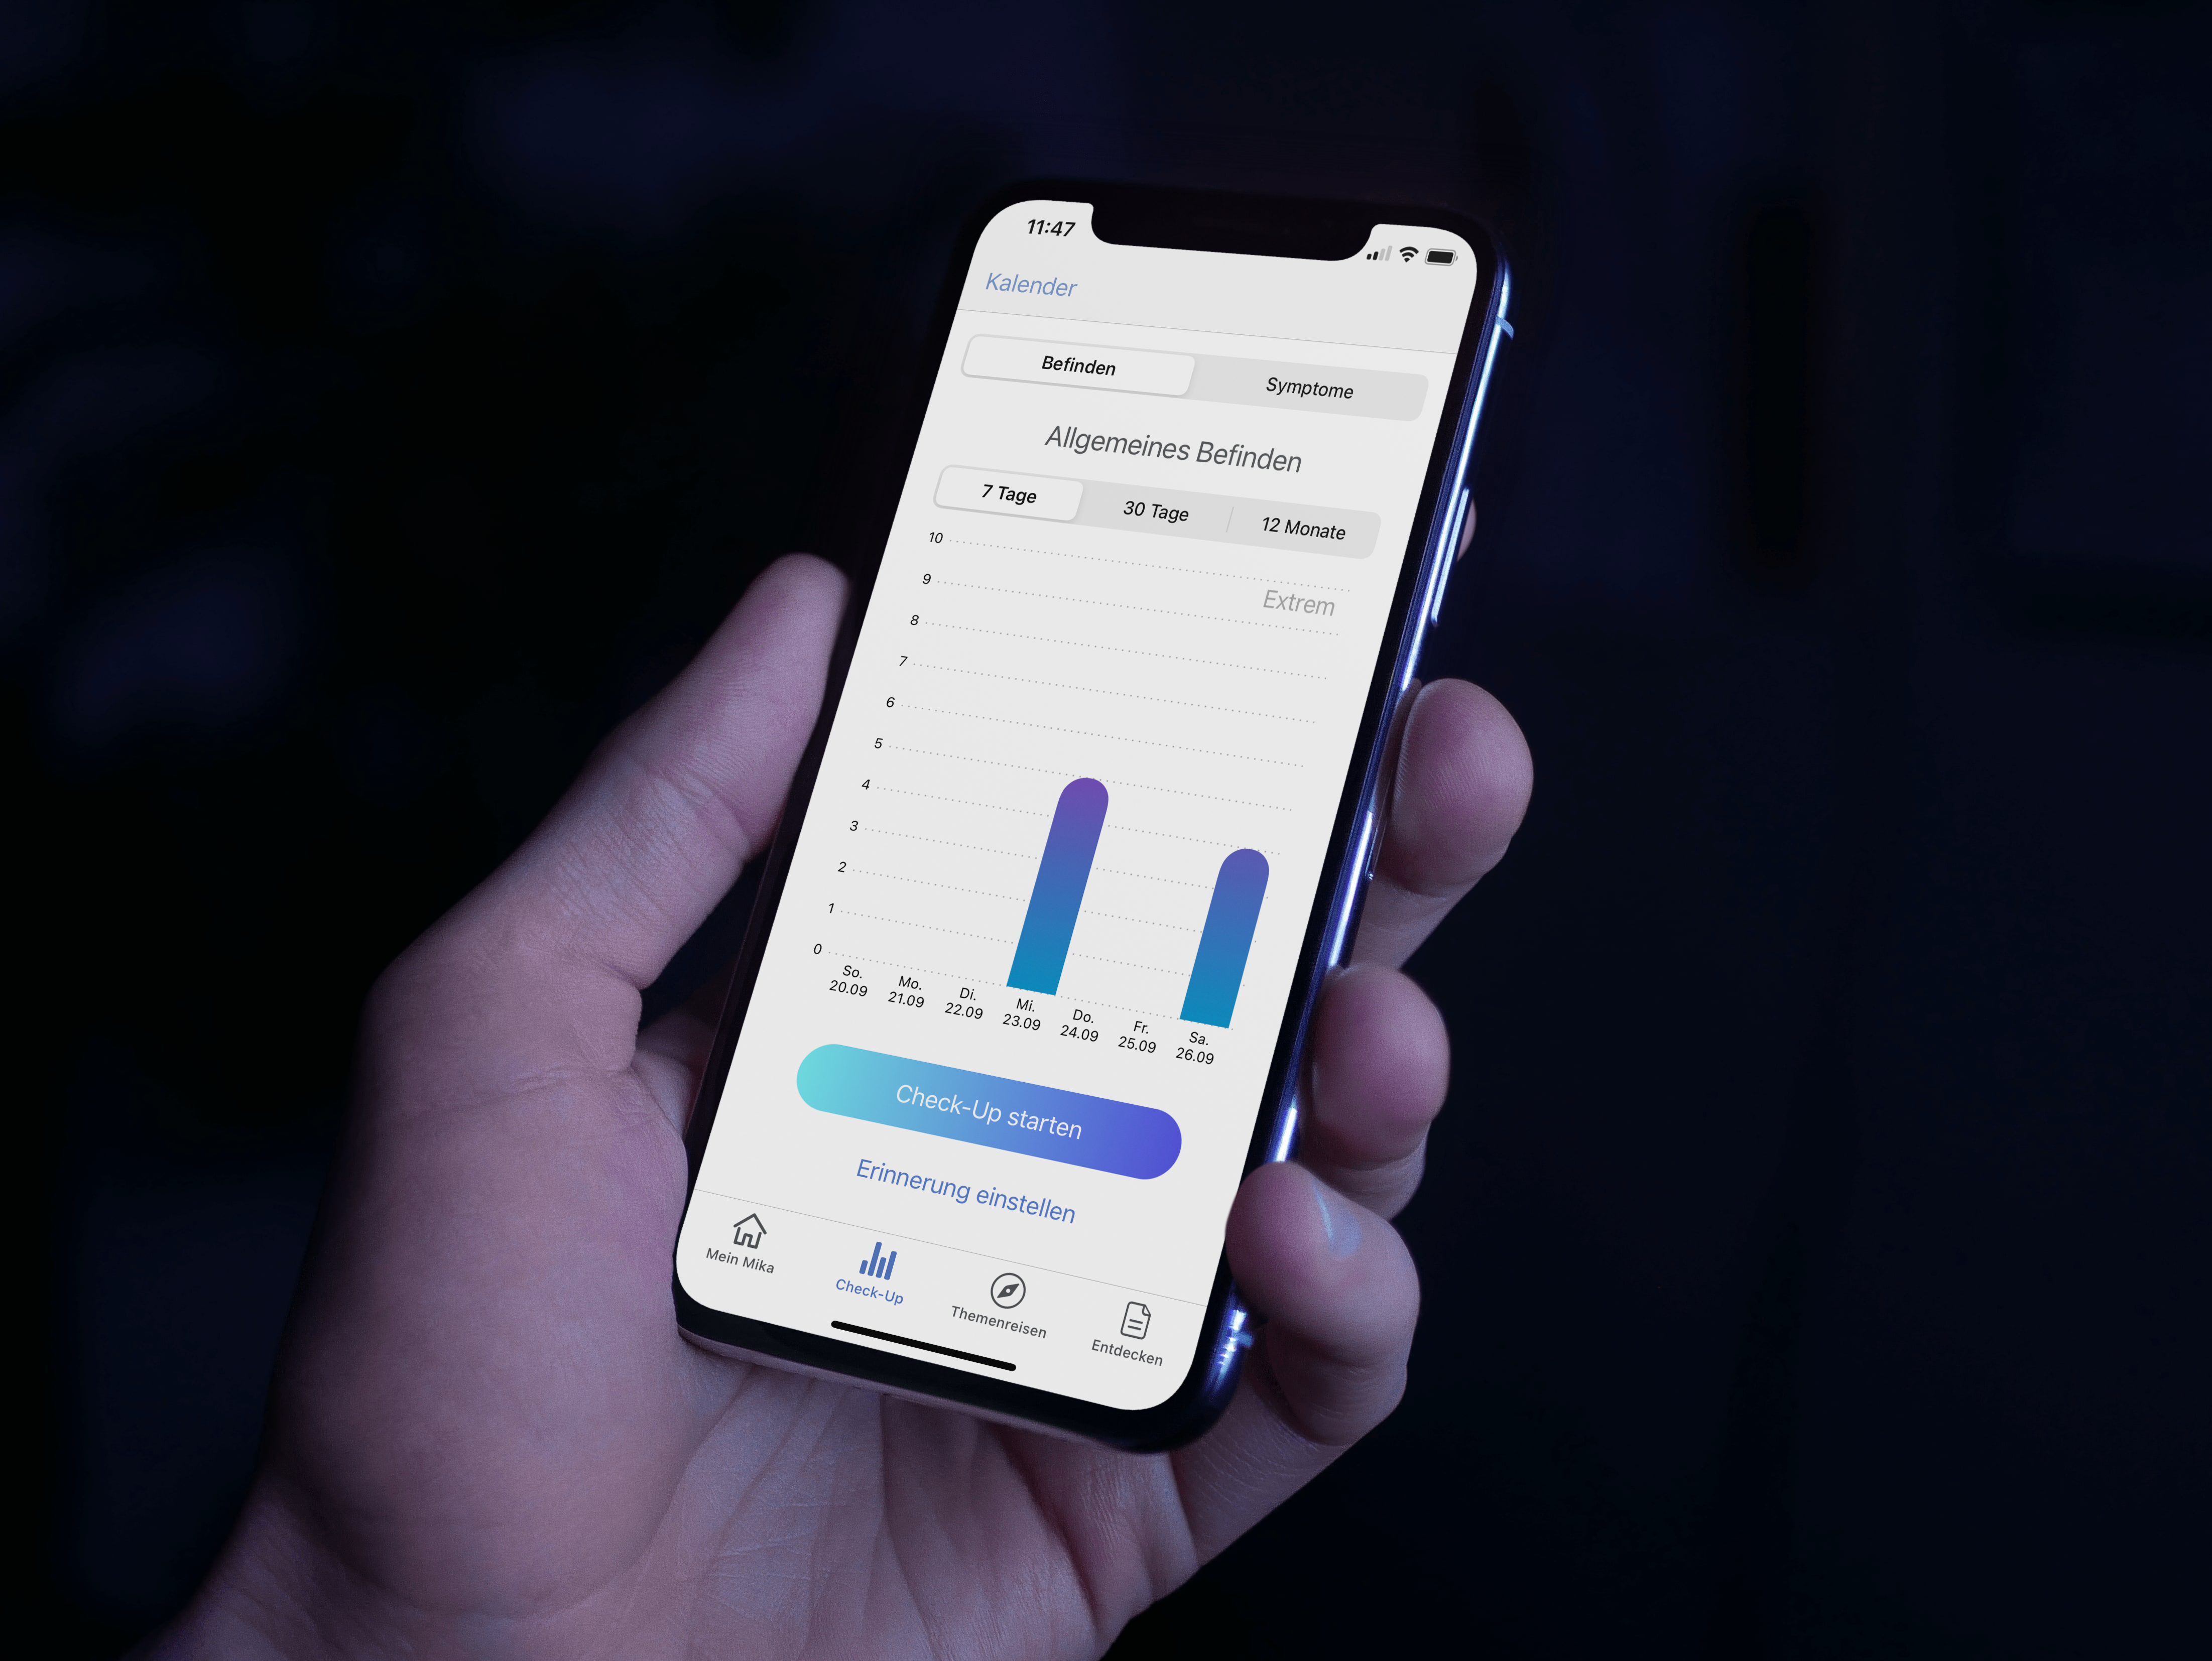 11:47
Kalender
Befinden Symptome
Allgemeines Befinden
7 Tage 30 Tage 12 Monate
10
Extrem
9
8
7
6
5
4
3
2
1
0
So. Mo. Di. Mi. Do. Fr. Sa.
20.09 21.09 22.09 23.09 24.09 25.09 26.09
Check-Up starten
Erinnerung einstellen
Mein Mika Check-Up Themenreisen Entdecken